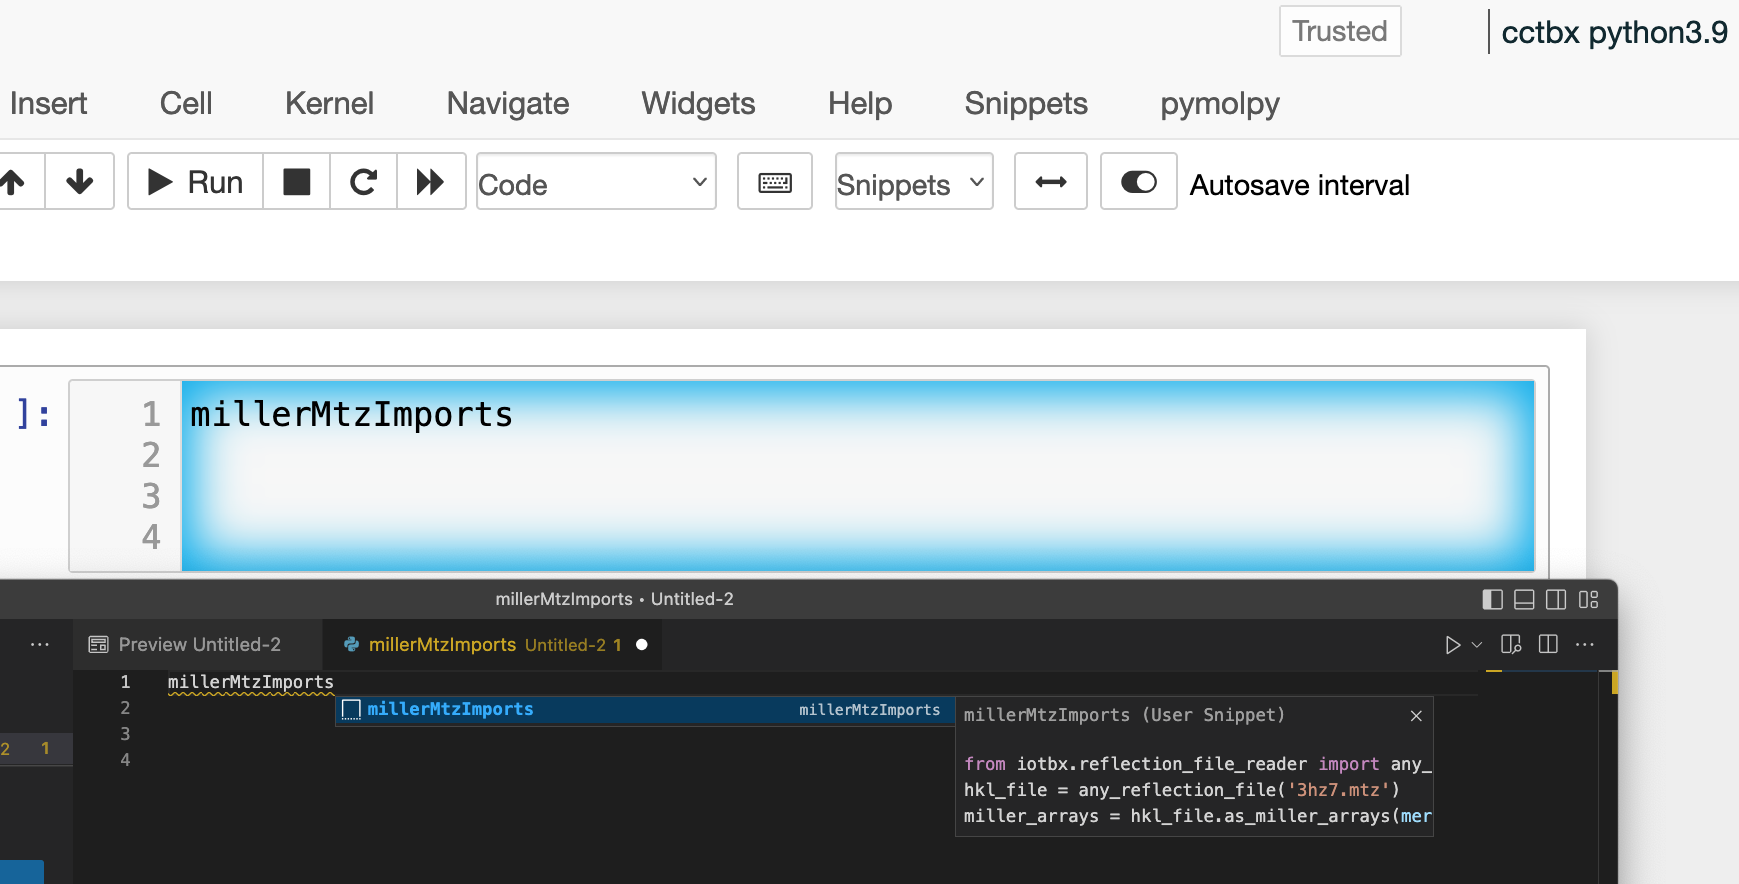 Trusted
cctbx python3.9
Insert Cell Kernel Navigate Widgets Help Snippets pymolpy
Run Code Snippets Autosave interval
]:
1 millerMtzImports
2
3
4
millerMtzImports • Untitled-2
... Preview Untitled-2 millerMtzImports Untitled-2 1 ...
1 millerMtzImports
2 millerMtzImports millerMtzImports
3
4
2 1
millerMtzImports (User Snippet)
from iotbx.reflection_file_reader import any_
hkl_file = any_reflection_file('3hz7.mtz')
miller_arrays = hkl_file.as_miller_arrays(mer